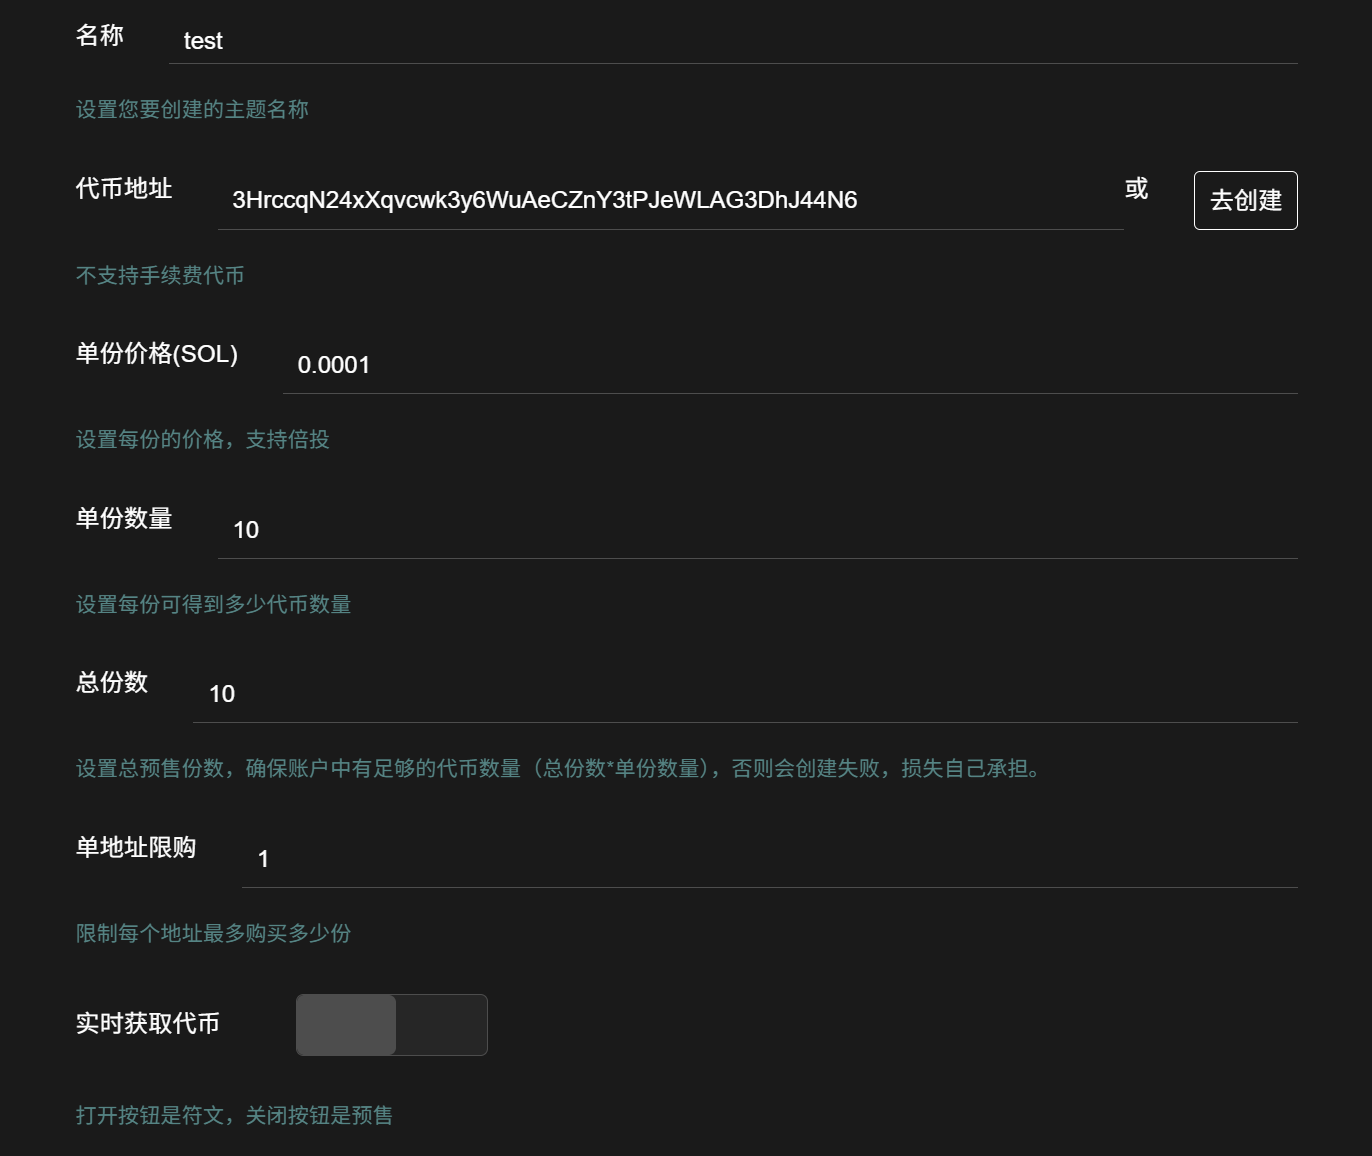 名称
test
设置您要创建的主题名称
代币地址
3HrccqN24xXqvcwk3y6WuAeCZnY3tPJeWLAG3DhJ44N6
或
去创建
不支持手续费代币
单份价格(SOL)
0.0001
设置每份的价格，支持倍投
单份数量
10
设置每份可得到多少代币数量
总份数
10
设置总预售份数，确保账户中有足够的代币数量（总份数*单份数量），否则会创建失败，损失自己承担。
单地址限购
1
限制每个地址最多购买多少份
实时获取代币
打开按钮是符文，关闭按钮是预售